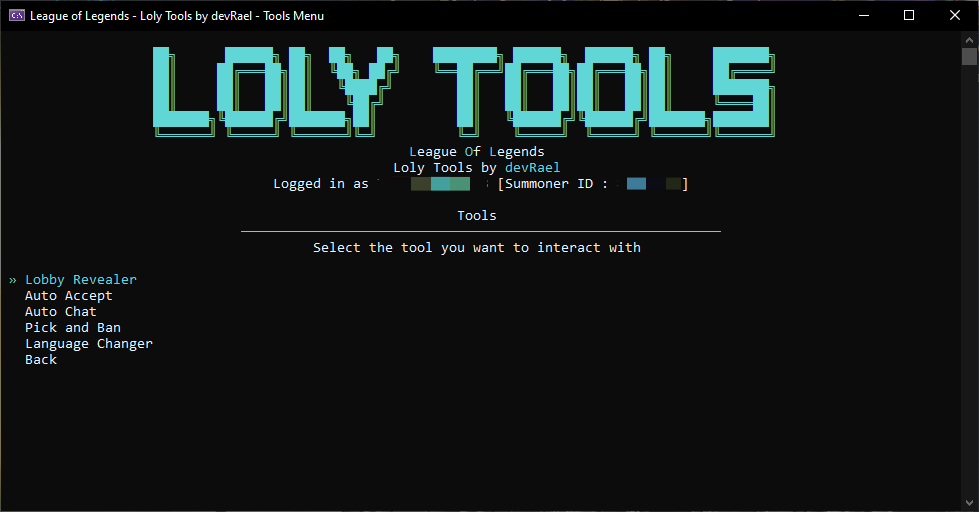 League of Legends - Loly Tools by devRael - Tools Menu
LOLY TOOLS
League Of Legends
Loly Tools by devRael
Logged in as [Summoner ID : ]
Tools
Select the tool you want to interact with
» Lobby Revealer
Auto Accept
Auto Chat
Pick and Ban
Language Changer
Back